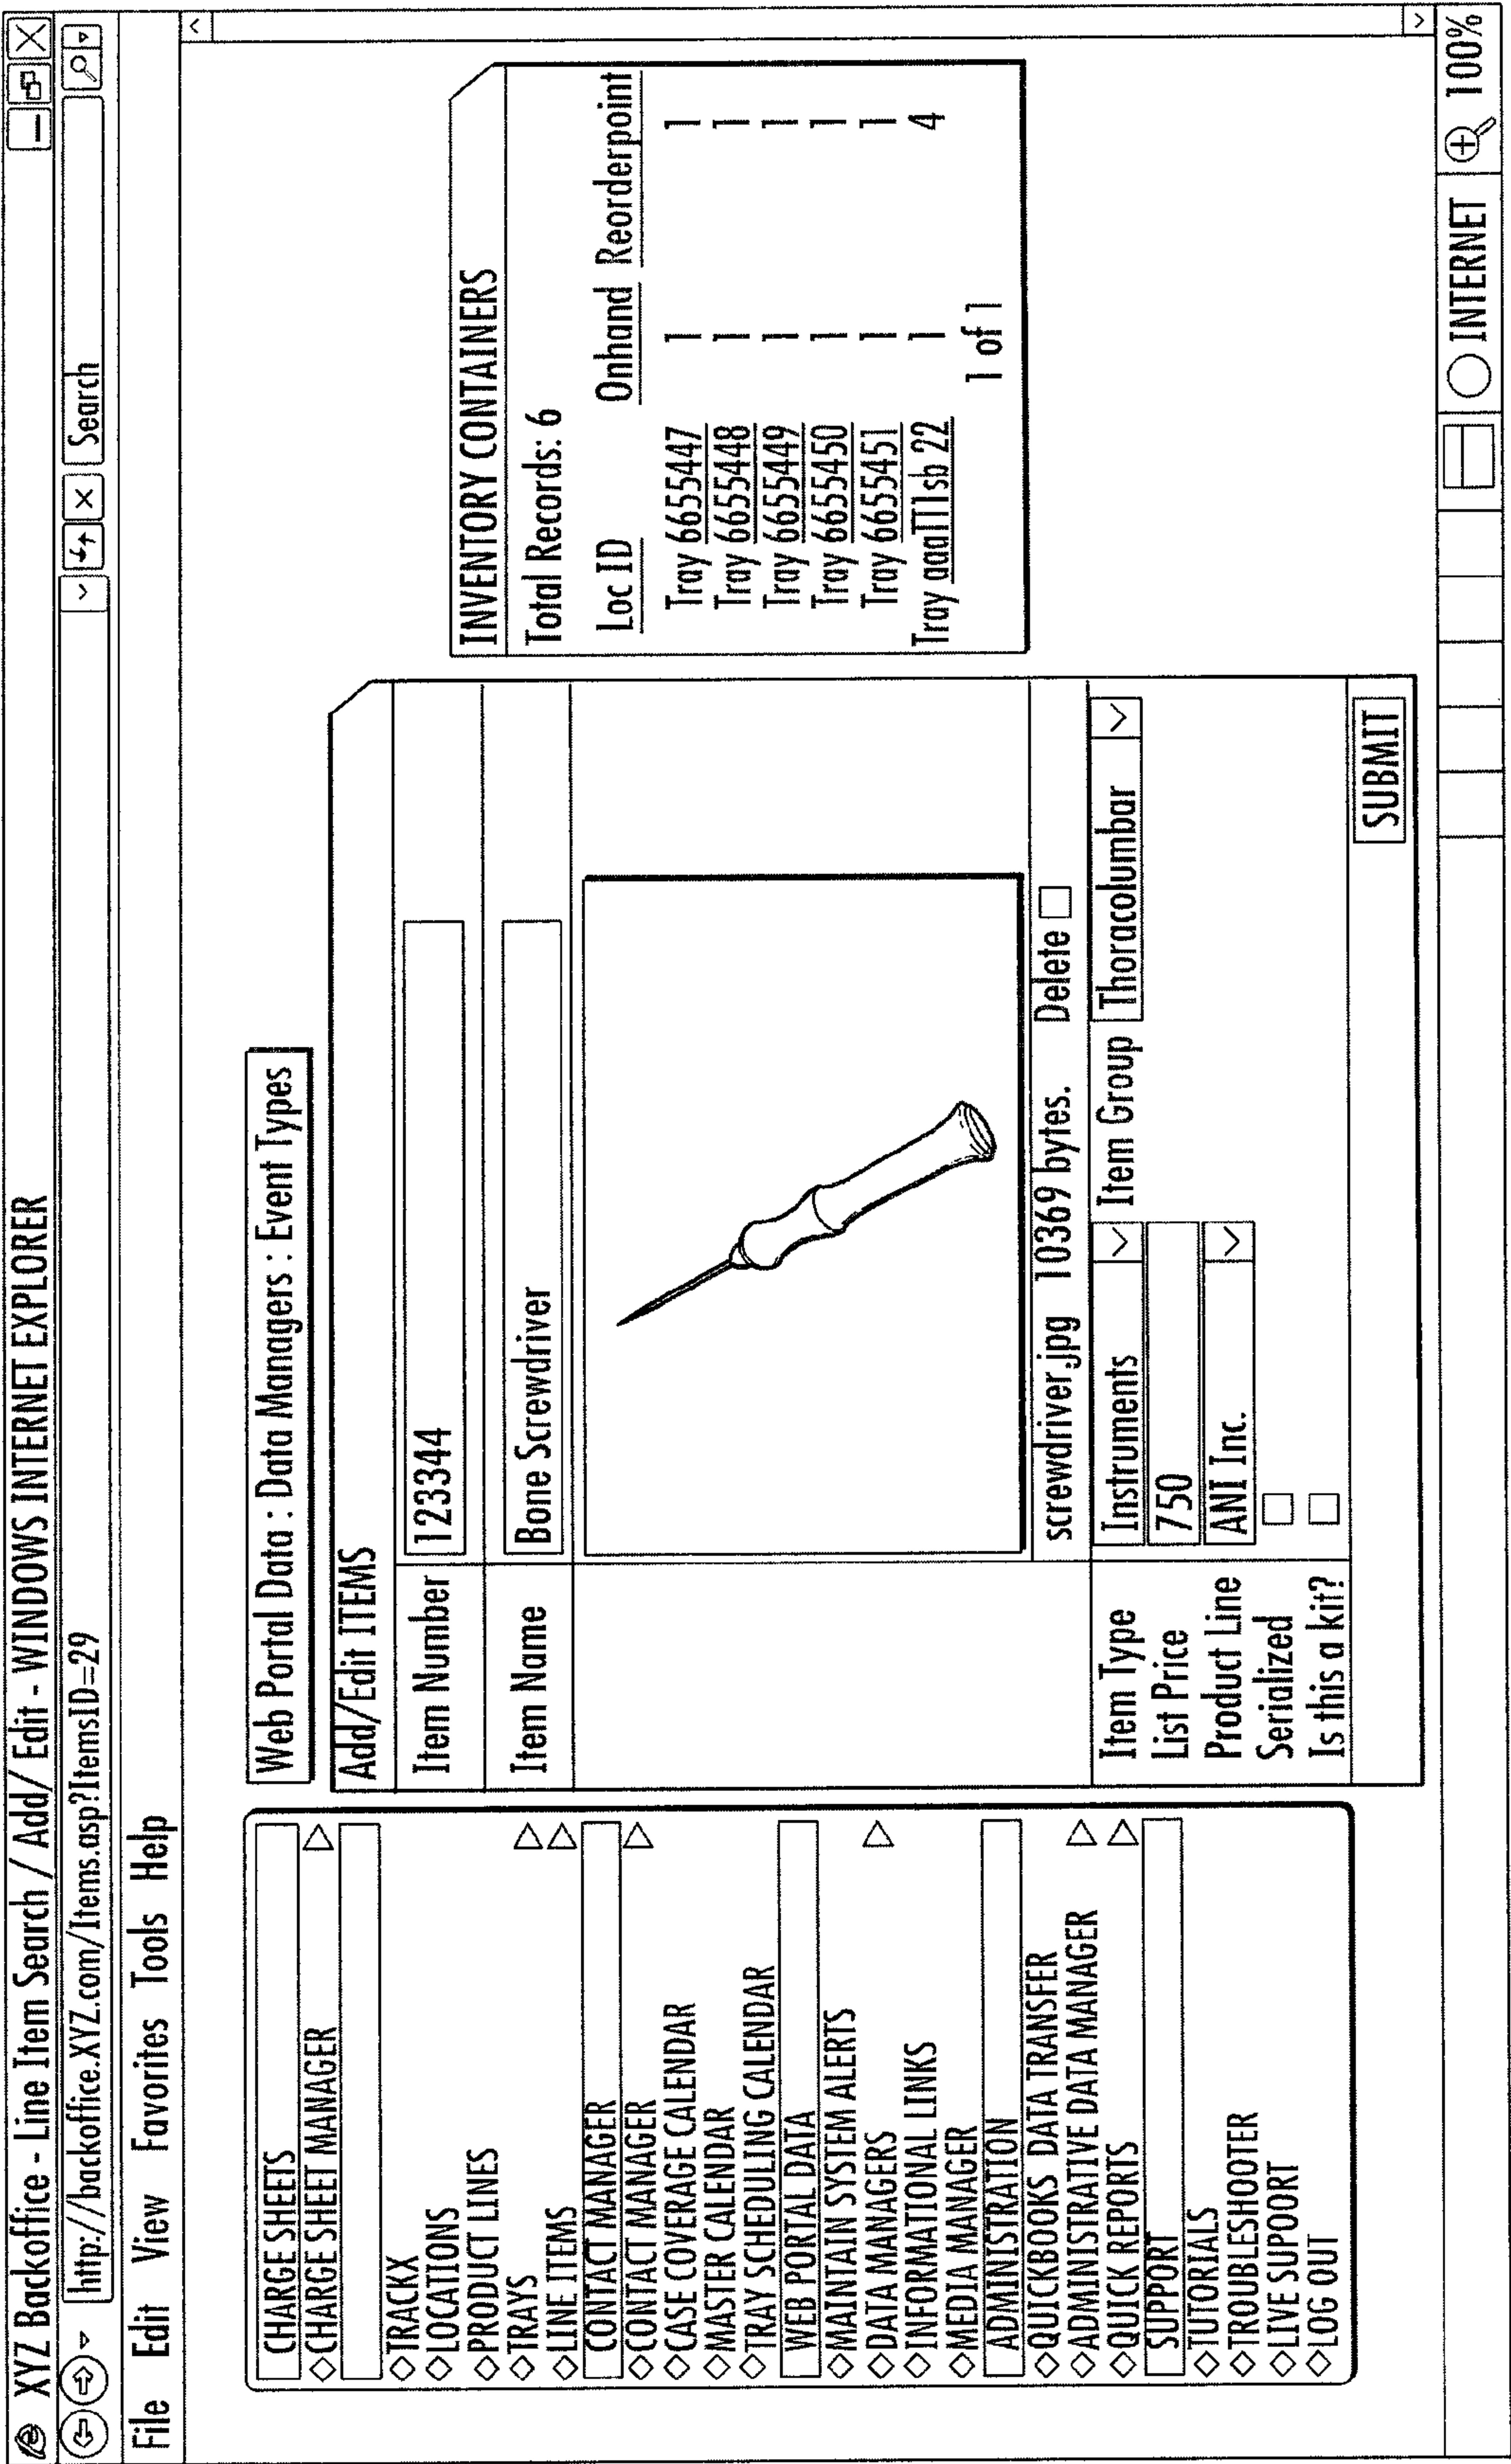 XYZ Backoffice - Line Item Search / Add/ Edit - WINDOWS INTERNET EXPLORER
http://backoffice.XYZ.com/Items.asp?ItemsID=29
Search
File Edit View Favorites Tools Help
CHARGE SHEETS
CHARGE SHEET MANAGER
TRACKX
LOCATIONS
PRODUCT LINES
TRAYS
LINE ITEMS
CONTACT MANAGER
CONTACT MANAGER
CASE COVERAGE CALENDAR
MASTER CALENDAR
TRAY SCHEDULING CALENDAR
WEB PORTAL DATA
MAINTAIN SYSTEM ALERTS
DATA MANAGERS
INFORMATIONAL LINKS
MEDIA MANAGER
ADMINISTRATION
QUICKBOOKS DATA TRANSFER
ADMINISTRATIVE DATA MANAGER
QUICK REPORTS
SUPPORT
TUTORIALS
TROUBLESHOOTER
LIVE SUPPORT
LOG OUT
Web Portal Data : Data Managers : Event Types
Add/Edit ITEMS
Item Number 123344
Item Name Bone Screwdriver
screwdriver.jpg 10369 bytes. Delete
Item Type Instruments Item Group Thoracolumbar
List Price 750
Product Line ANI Inc.
Serialized
Is this a kit?
SUBMIT
INVENTORY CONTAINERS
Total Records: 6
Loc ID Onhand Reorderpoint
Tray 6655447 1 1
Tray 6655448 1 1
Tray 6655449 1 1
Tray 6655450 1 1
Tray 6655451 1 1
Tray 1 4
1 of 1
INTERNET 100%